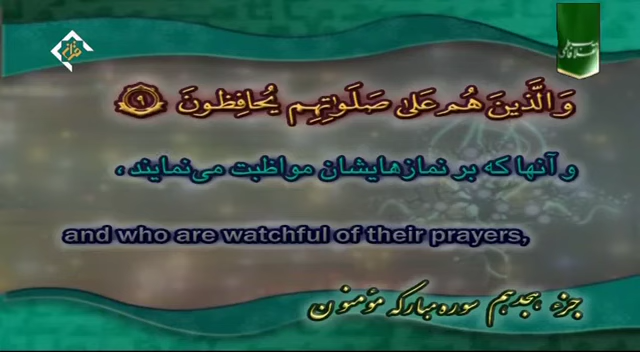 وَالَّذِينَ هُمْ عَلَىٰ صَلَوَاتِهِمْ يُحَافِظُونَ ﴿٩﴾
و آنها که بر نمازهایشان مواظبت می‌نمایند ،
and who are watchful of their prayers,
جزء هجدهم سوره مبارکه مؤمنون